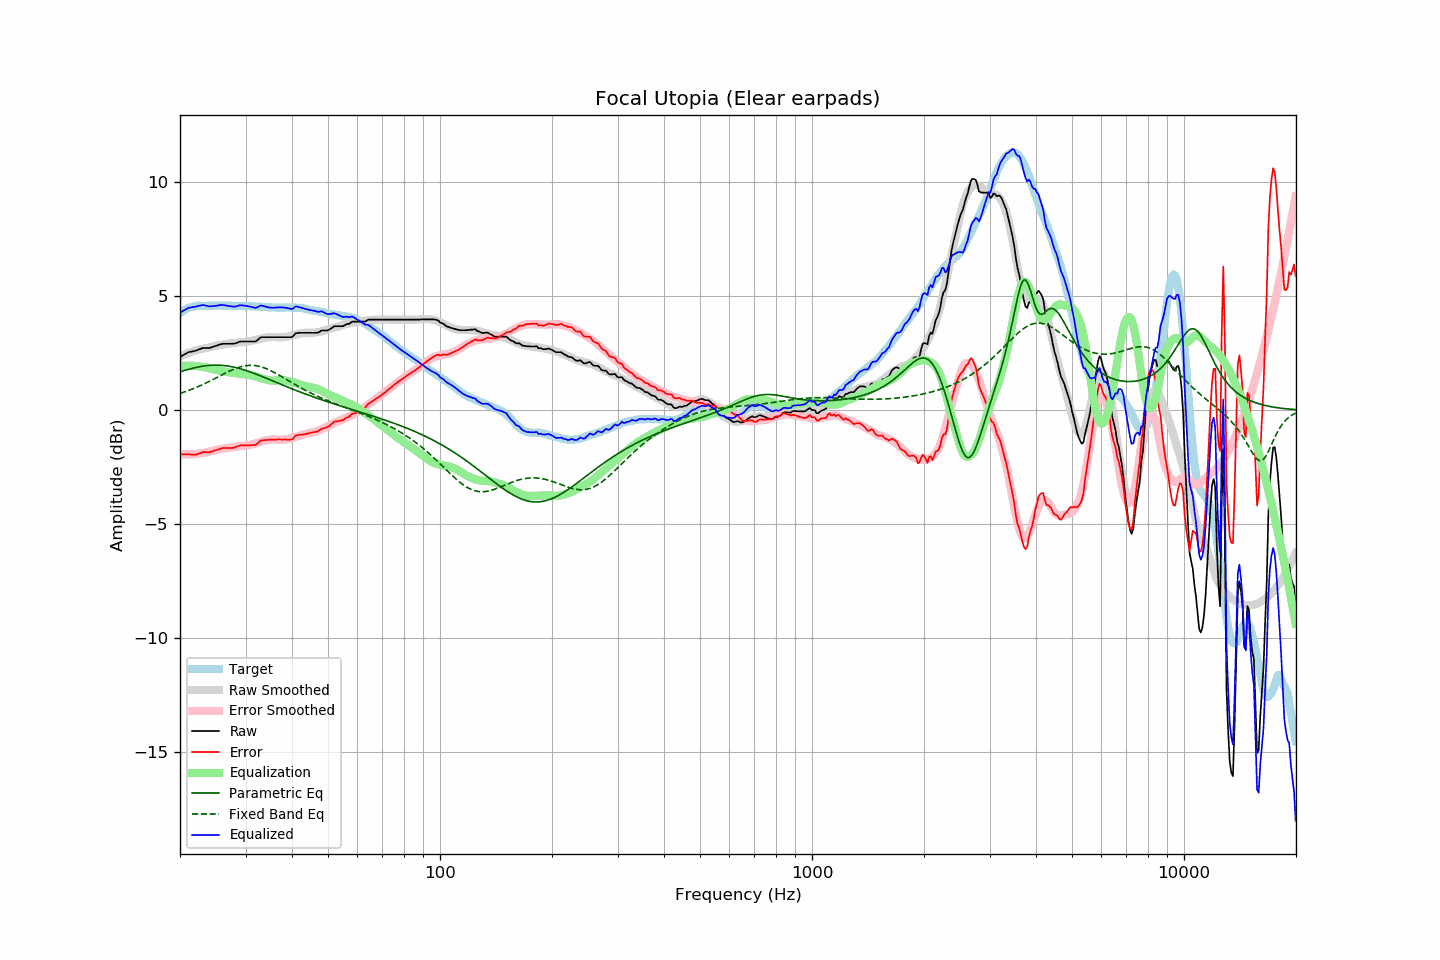 Focal Utopia (Elear earpads)
10
5
0
−5
−10
−15
Amplitude (dBr)
Target
Raw Smoothed
Error Smoothed
Raw
Error
Equalization
Parametric Eq
Fixed Band Eq
Equalized
100
1000
10000
Frequency (Hz)